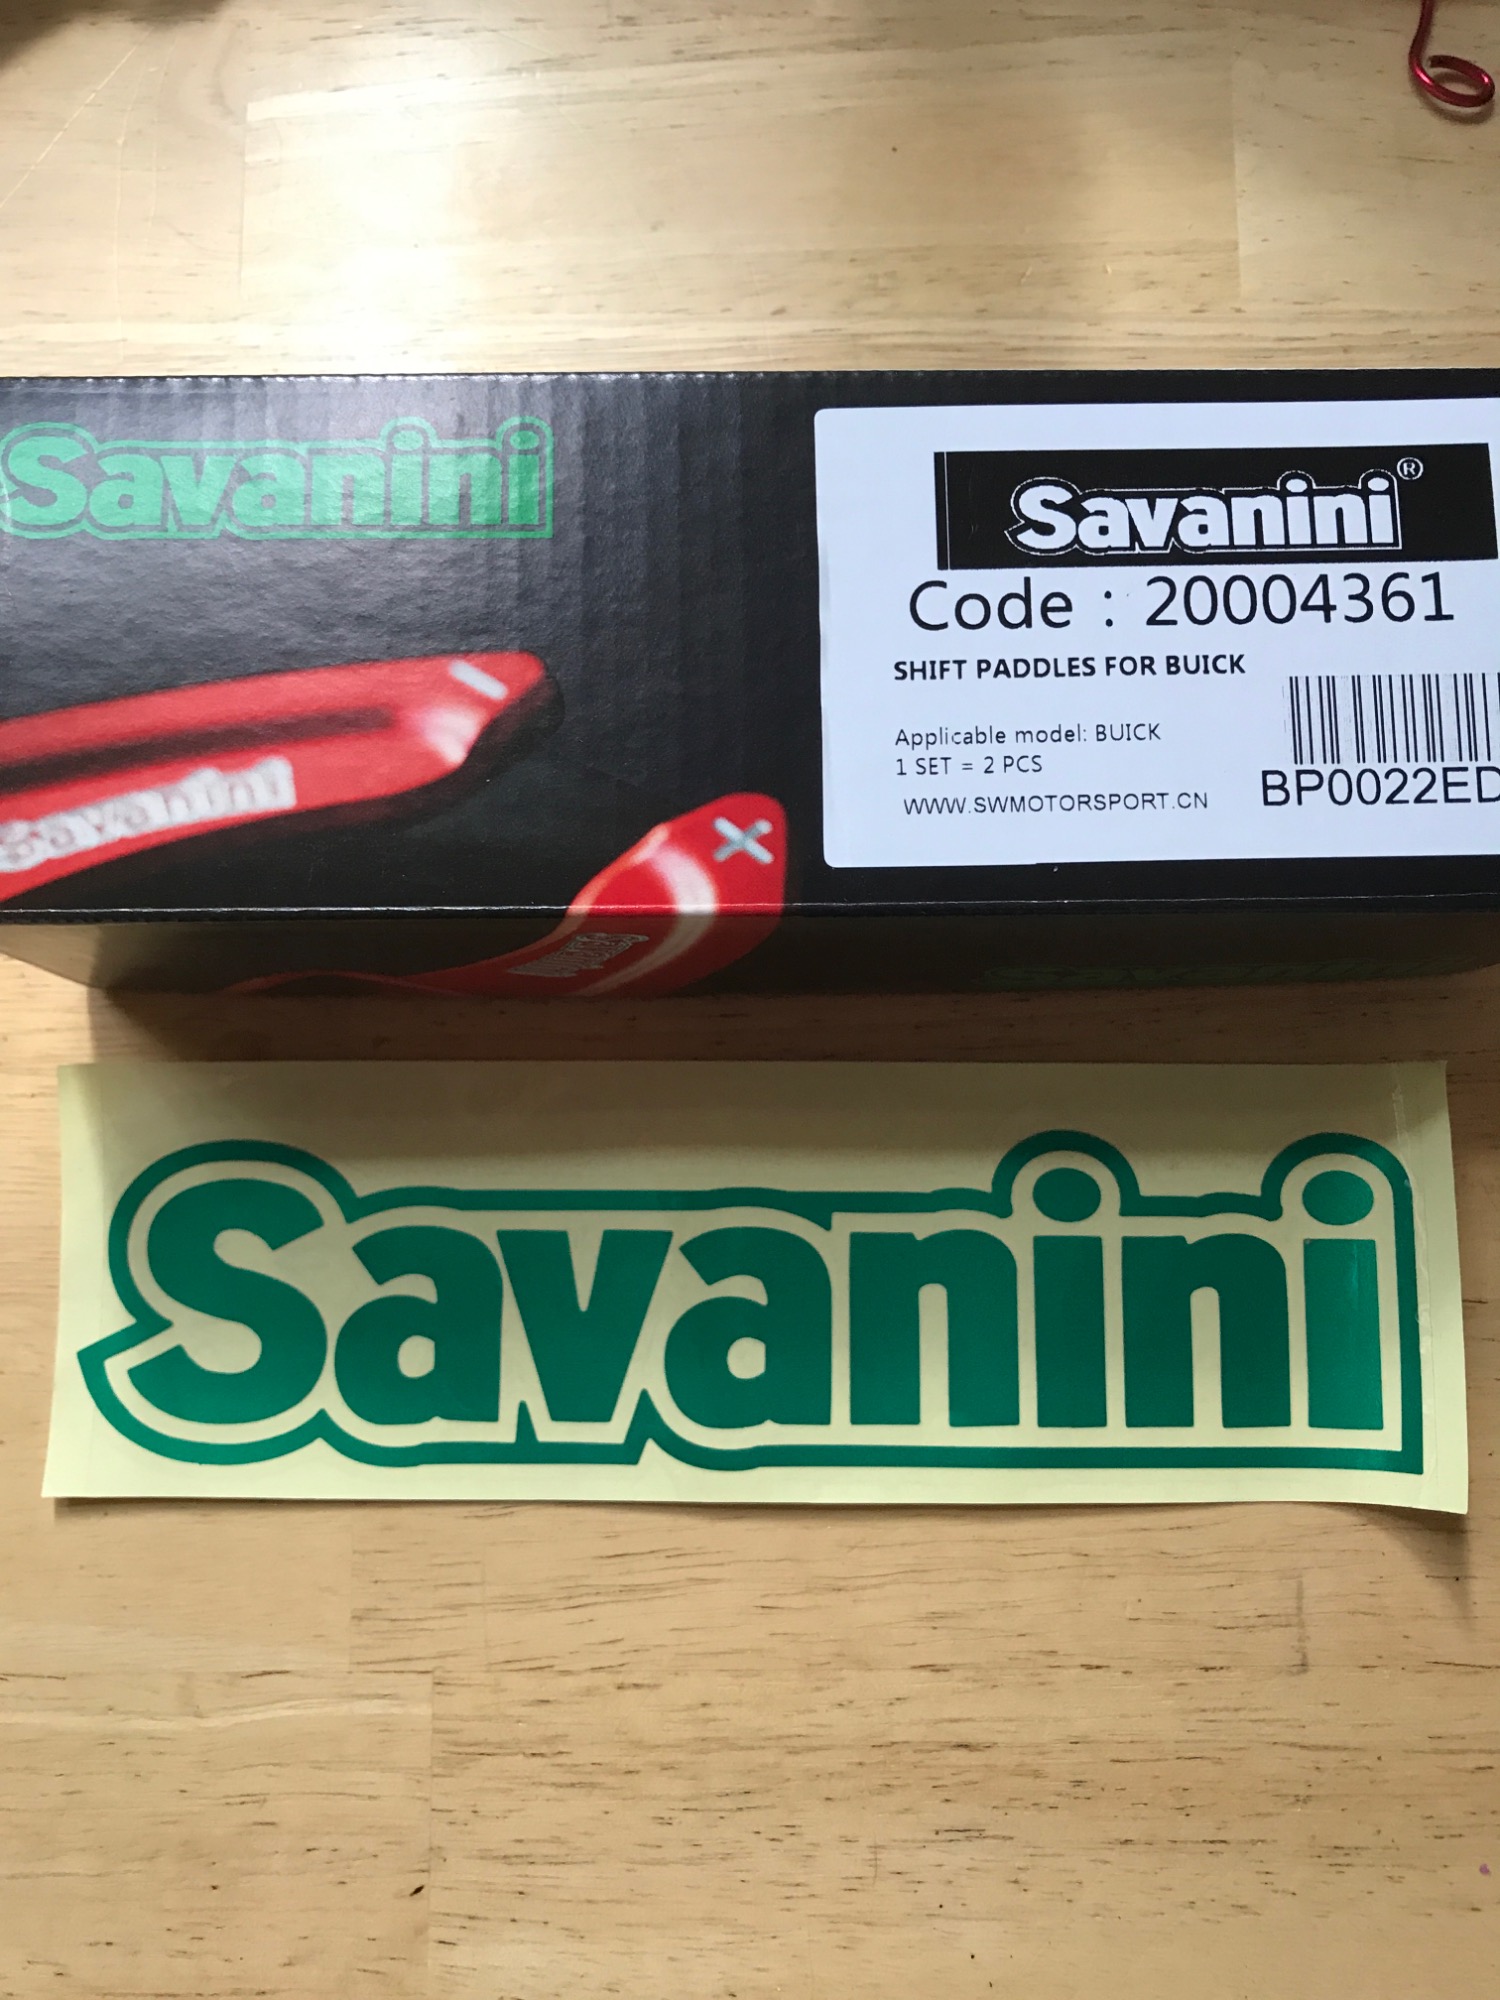 Savanini
Savanini®
Code : 20004361
SHIFT PADDLES FOR BUICK
Applicable model: BUICK
1 SET = 2 PCS
WWW.SWMOTORSPORT.CN
BP0022ED
Savanini
Savanini
Savanini